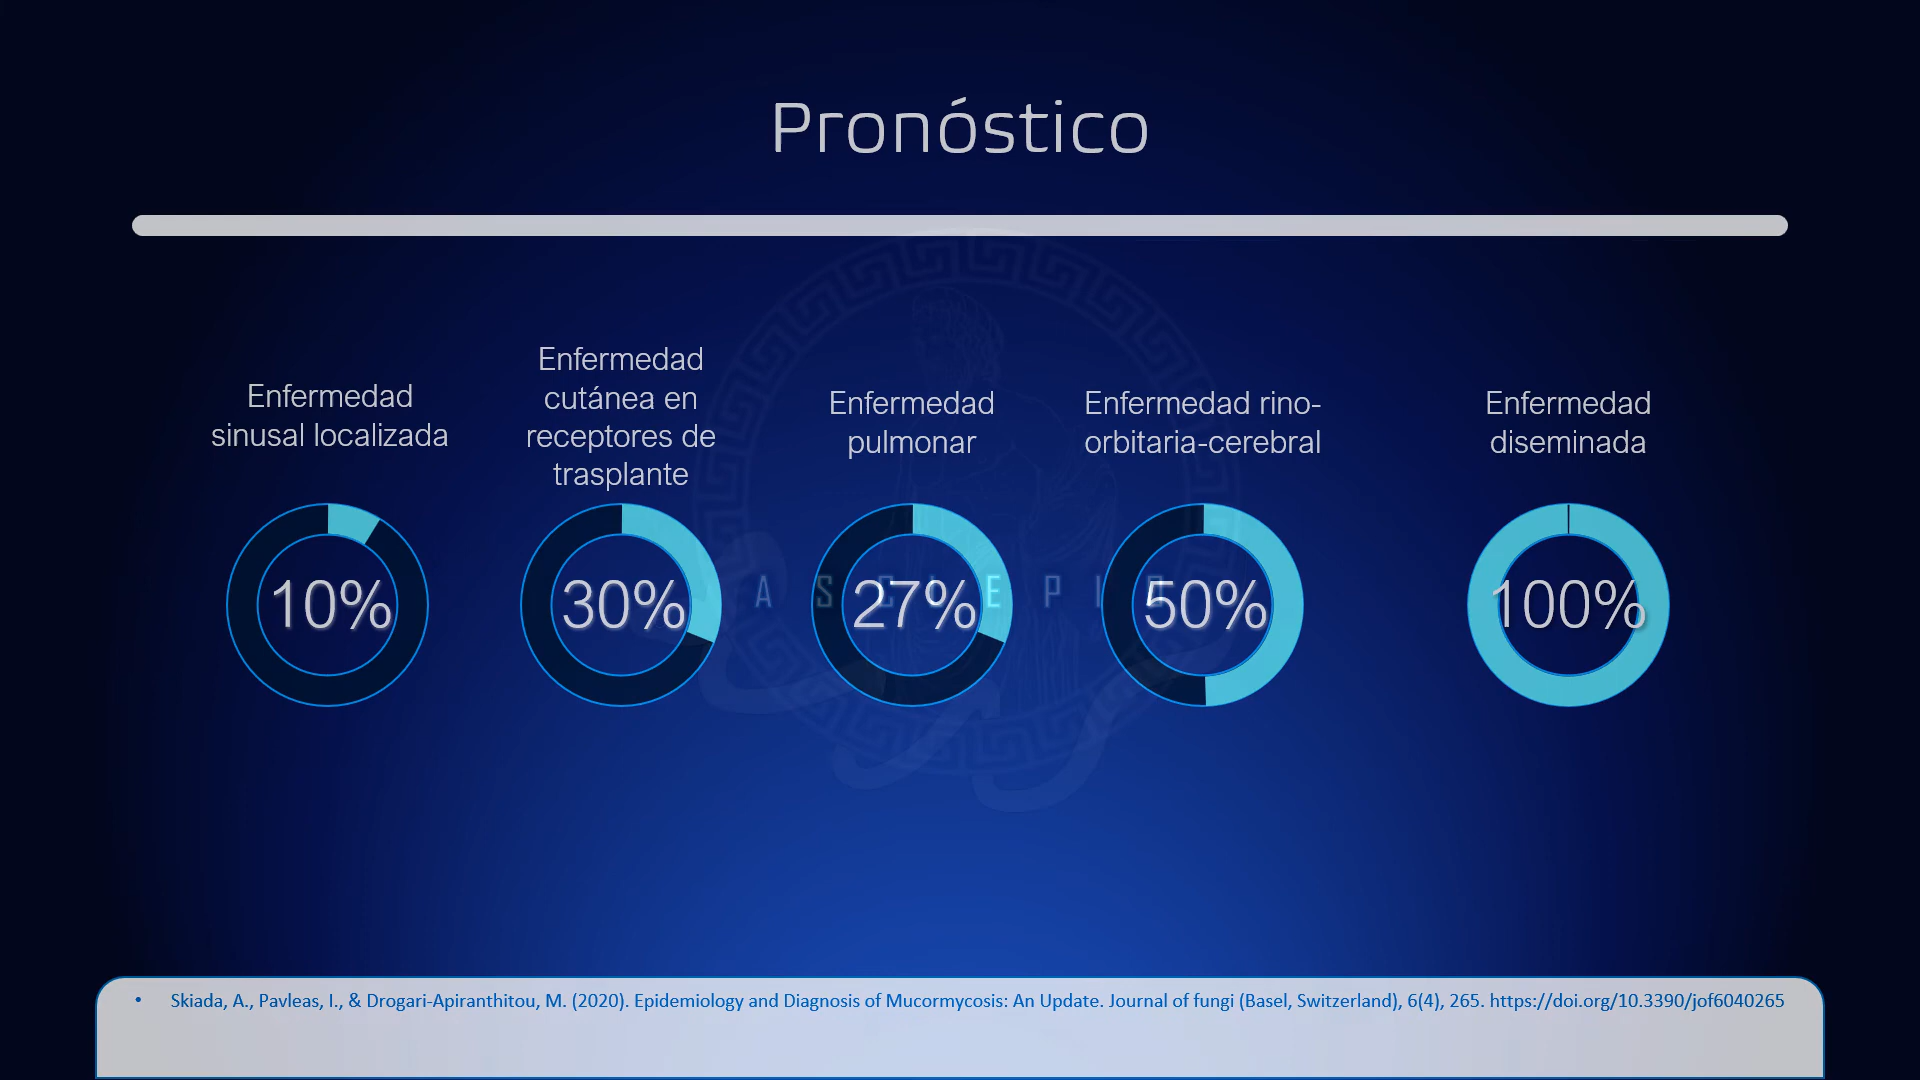 Pronóstico
Enfermedad
sinusal localizada
Enfermedad
cutánea en
receptores de
trasplante
Enfermedad
pulmonar
Enfermedad rino-
orbitaria-cerebral
Enfermedad
diseminada
10%
30%
27%
50%
100%
ASCLEPIO
• Skiada, A., Pavleas, I., & Drogari-Apiranthitou, M. (2020). Epidemiology and Diagnosis of Mucormycosis: An Update. Journal of fungi (Basel, Switzerland), 6(4), 265. https://doi.org/10.3390/jof6040265